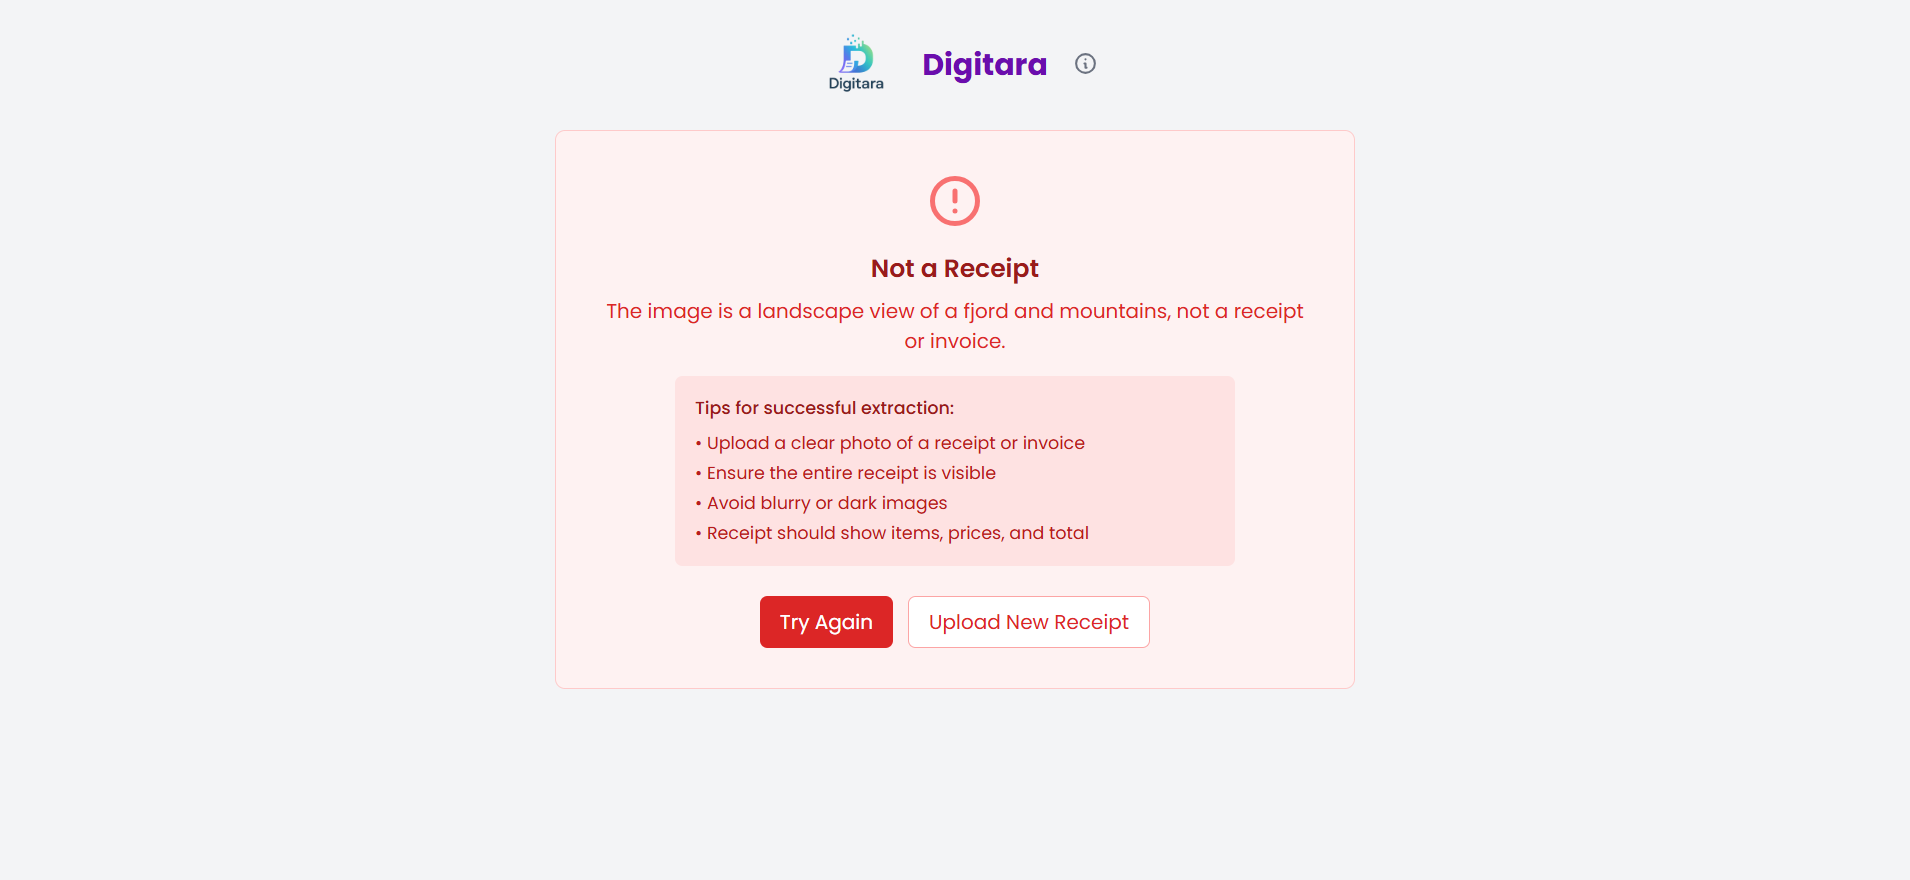 Digitara
Digitara
Not a Receipt
The image is a landscape view of a fjord and mountains, not a receipt
or invoice.
Tips for successful extraction:
• Upload a clear photo of a receipt or invoice
• Ensure the entire receipt is visible
• Avoid blurry or dark images
• Receipt should show items, prices, and total
Try Again
Upload New Receipt